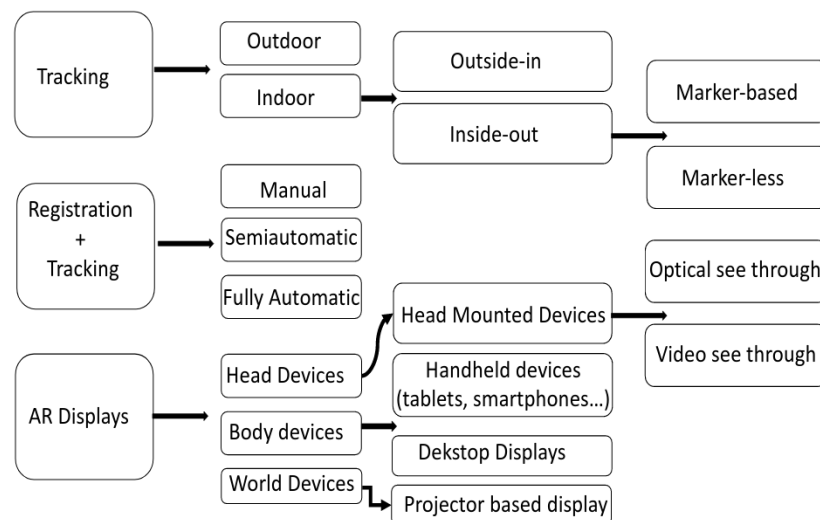 Tracking
Outdoor
Indoor
Outside-in
Inside-out
Marker-based
Marker-less
Registration
+
Tracking
Manual
Semiautomatic
Fully Automatic
AR Displays
Head Devices
Body devices
World Devices
Head Mounted Devices
Handheld devices
(tablets, smartphones...)
Dekstop Displays
Projector based display
Optical see through
Video see through